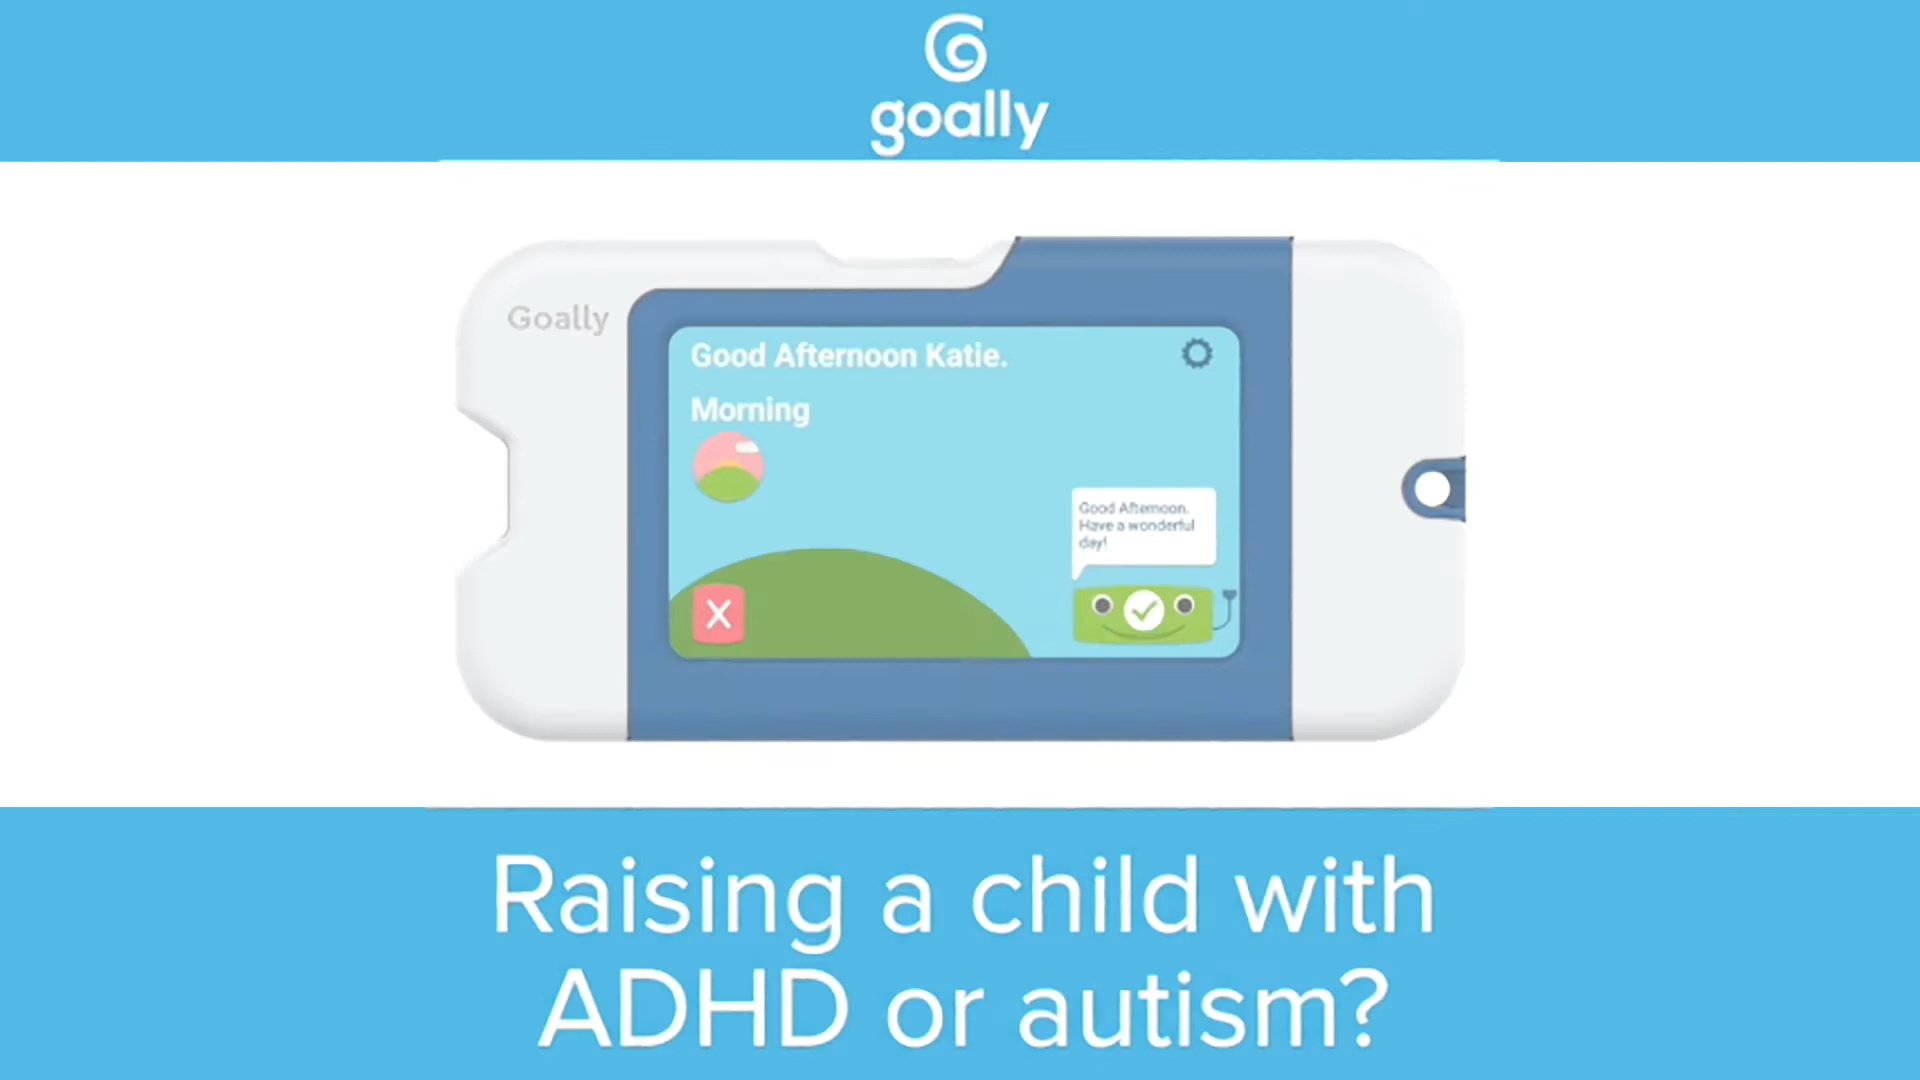 goally
Goally
Good Afternoon Katie.
Morning
Good Afternoon.
Have a wonderful
day!
X
Raising a child with
ADHD or autism?